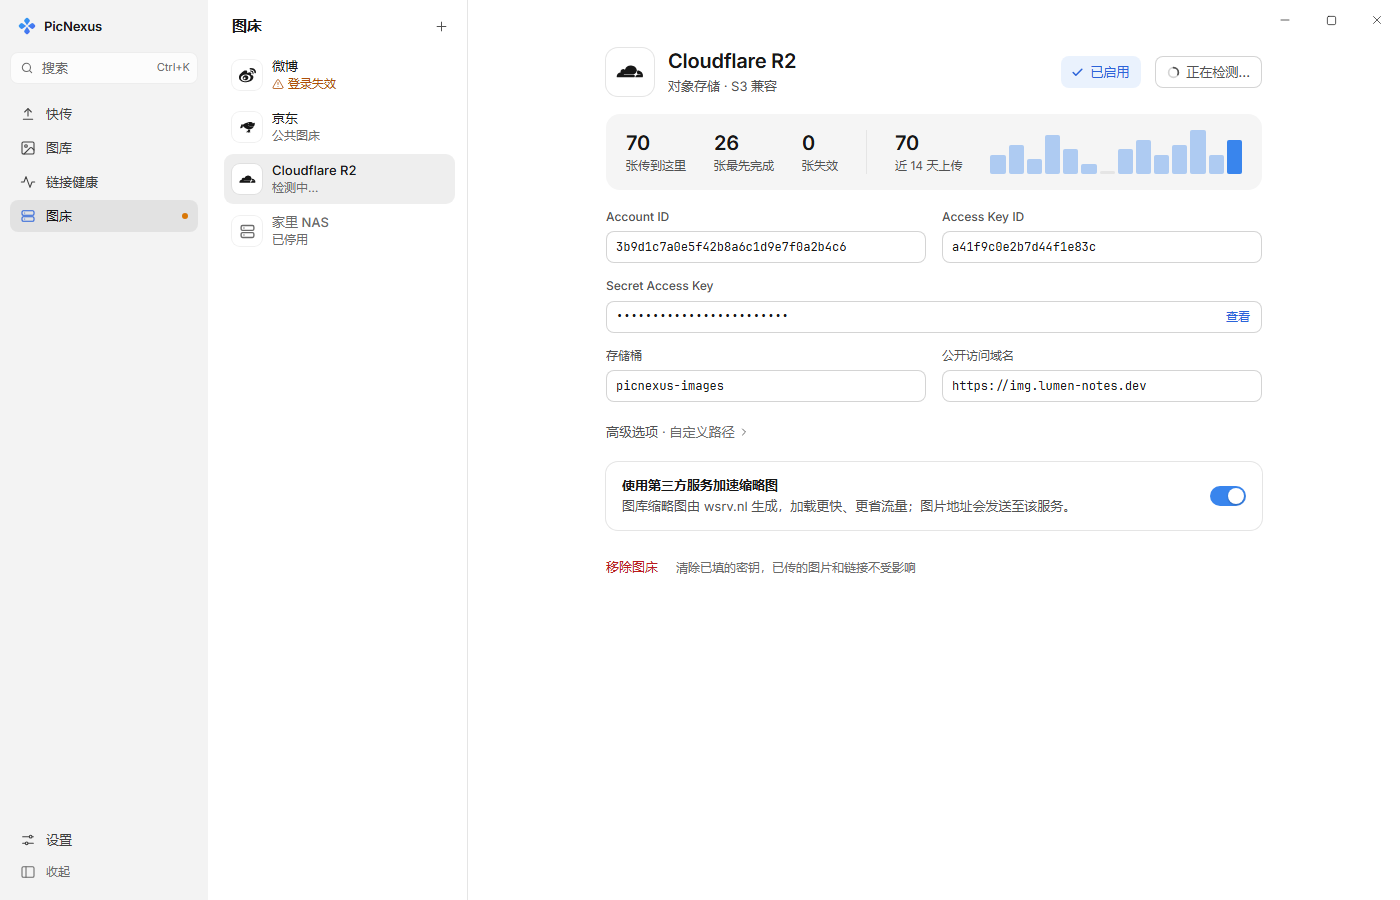 PicNexus
搜索 Ctrl+K
快传
图库
链接健康
图床
设置
收起
图床
微博
登录失效
京东
公共图床
Cloudflare R2
检测中...
家里 NAS
已停用
Cloudflare R2
对象存储 · S3 兼容
已启用
正在检测...
70
张传到这里
26
张最先完成
0
张失效
70
近 14 天上传
Account ID
3b9d1c7a0e5f42b8a6c1d9e7f0a2b4c6
Access Key ID
a41f9c0e2b7d44f1e83c
Secret Access Key
••••••••••••••••••••••••
查看
存储桶
picnexus-images
公开访问域名
https://img.lumen-notes.dev
高级选项 · 自定义路径
使用第三方服务加速缩略图
图库缩略图由 wsrv.nl 生成，加载更快、更省流量；图片地址会发送至该服务。
移除图床 清除已填的密钥，已传的图片和链接不受影响